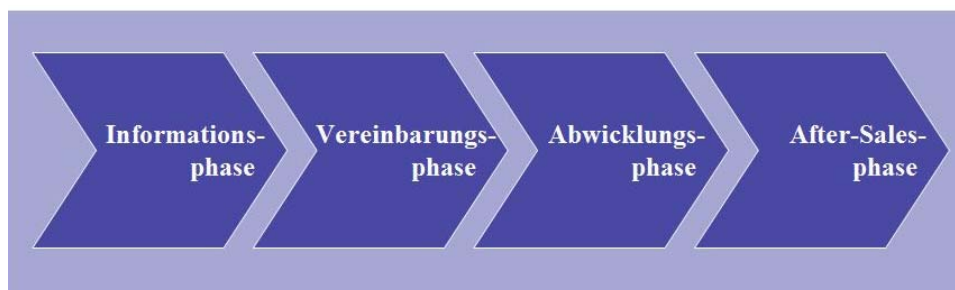 Informations-
phase
Vereinbarungs-
phase
Abwicklungs-
phase
After-Sales-
phase